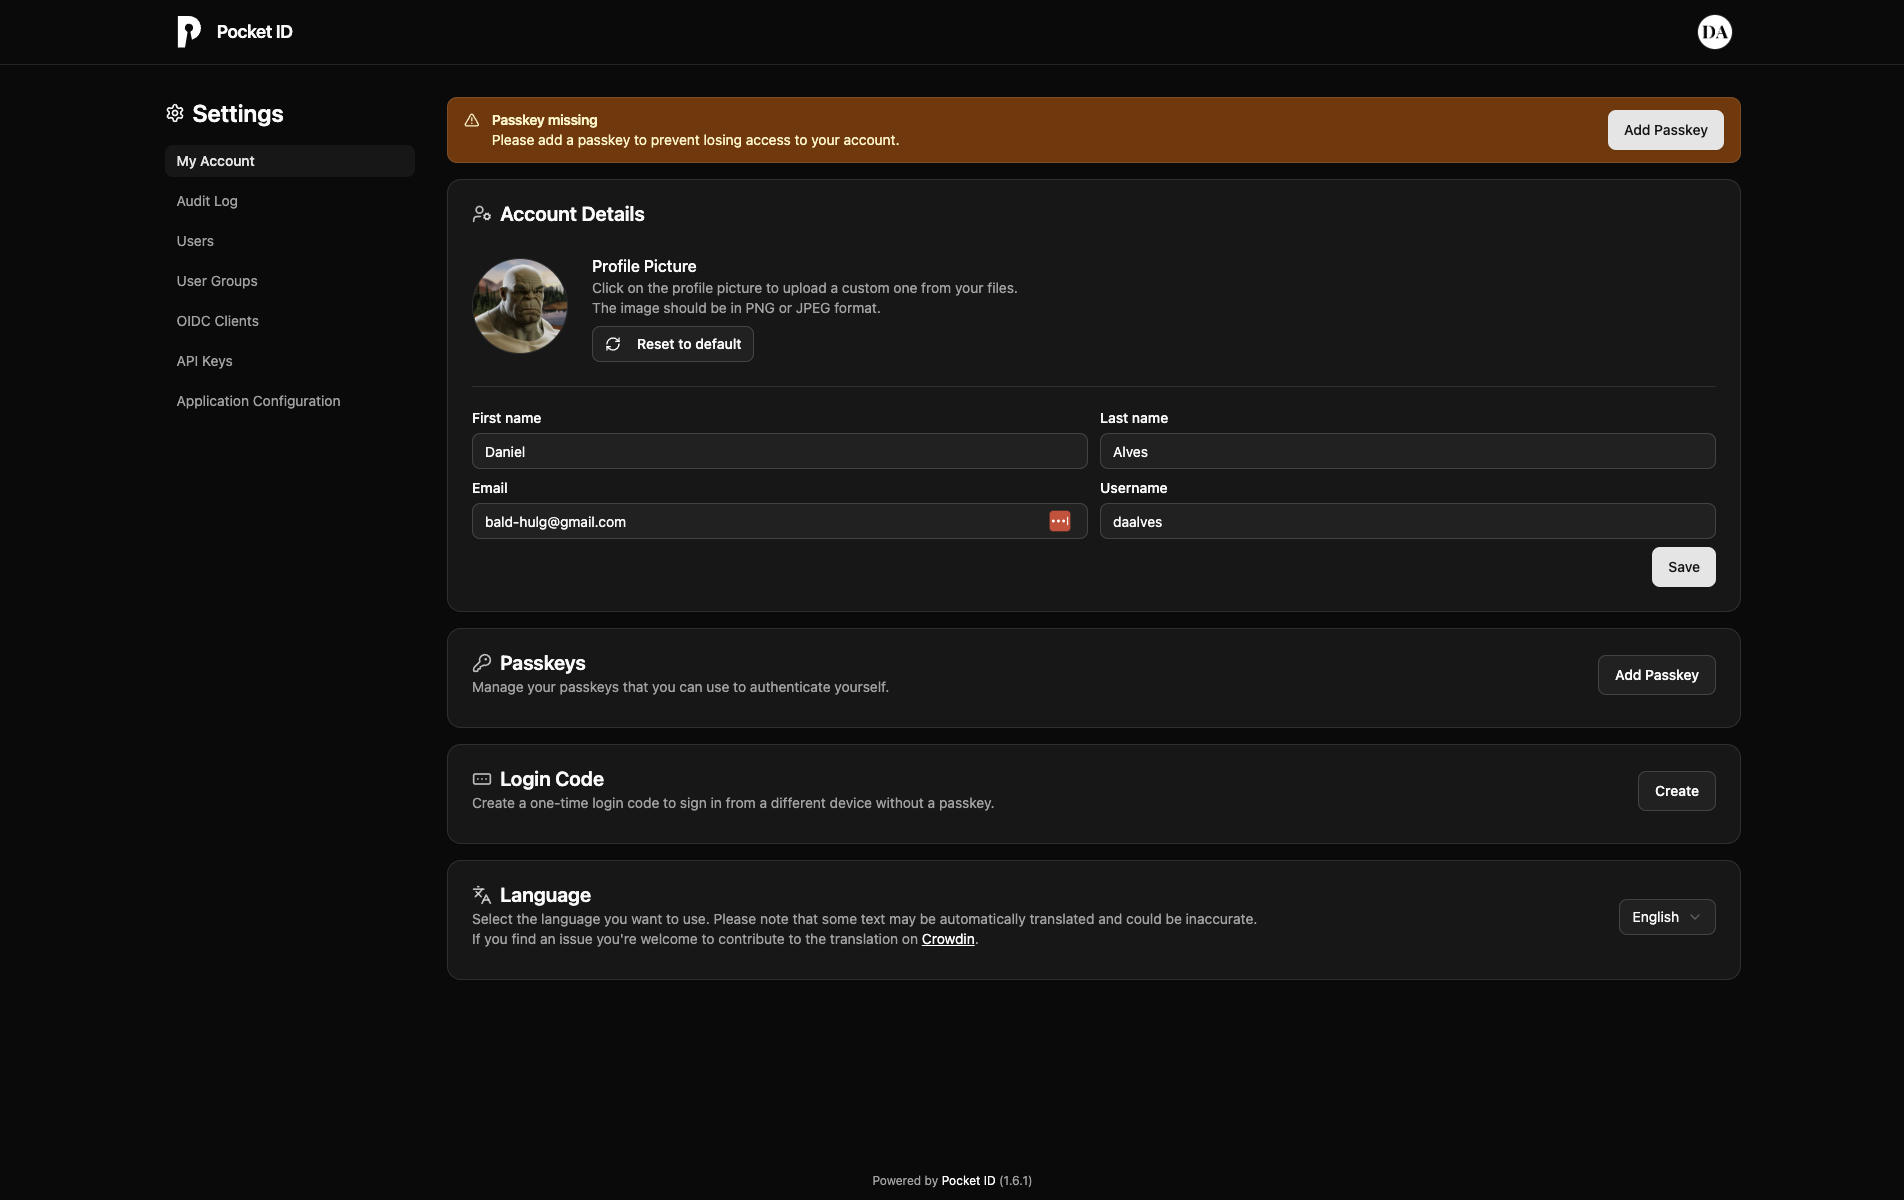 Pocket ID
DA
Settings
My Account
Audit Log
Users
User Groups
OIDC Clients
API Keys
Application Configuration
Passkey missing
Please add a passkey to prevent losing access to your account.
Add Passkey
Account Details
Profile Picture
Click on the profile picture to upload a custom one from your files.
The image should be in PNG or JPEG format.
Reset to default
First name
Last name
Daniel
Alves
Email
Username
bald-hulg@gmail.com
daalves
Save
Passkeys
Manage your passkeys that you can use to authenticate yourself.
Add Passkey
Login Code
Create a one-time login code to sign in from a different device without a passkey.
Create
Language
Select the language you want to use. Please note that some text may be automatically translated and could be inaccurate.
If you find an issue you're welcome to contribute to the translation on Crowdin.
English
Powered by Pocket ID (1.6.1)